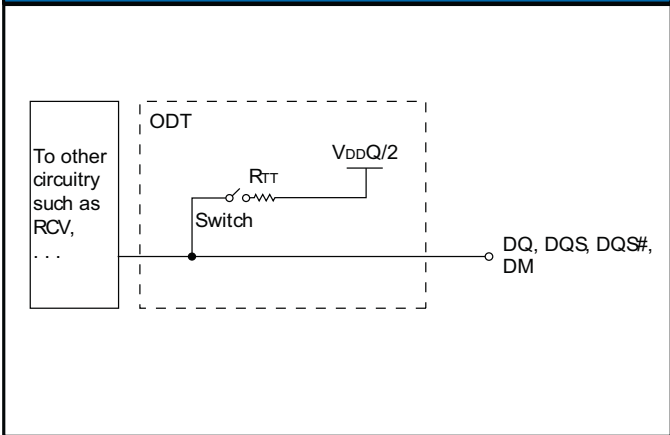 ODT
To other
circuitry
such as
RCV,
. . .
VDDQ/2
RTT
Switch
DQ, DQS, DQS#,
DM